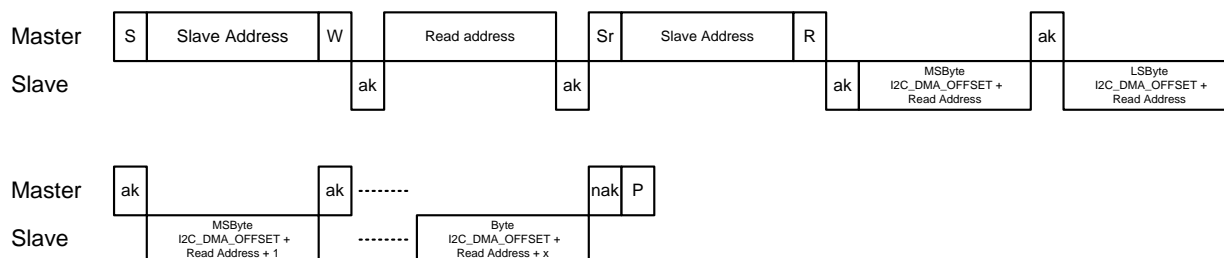 Master S Slave Address W Read address Sr Slave Address R ak
Slave ak ak ak MSByte LSByte
I2C_DMA_OFFSET + I2C_DMA_OFFSET +
Read Address Read Address
Master ak ak nak P
Slave MSByte Byte
I2C_DMA_OFFSET + I2C_DMA_OFFSET +
Read Address + 1 Read Address + x